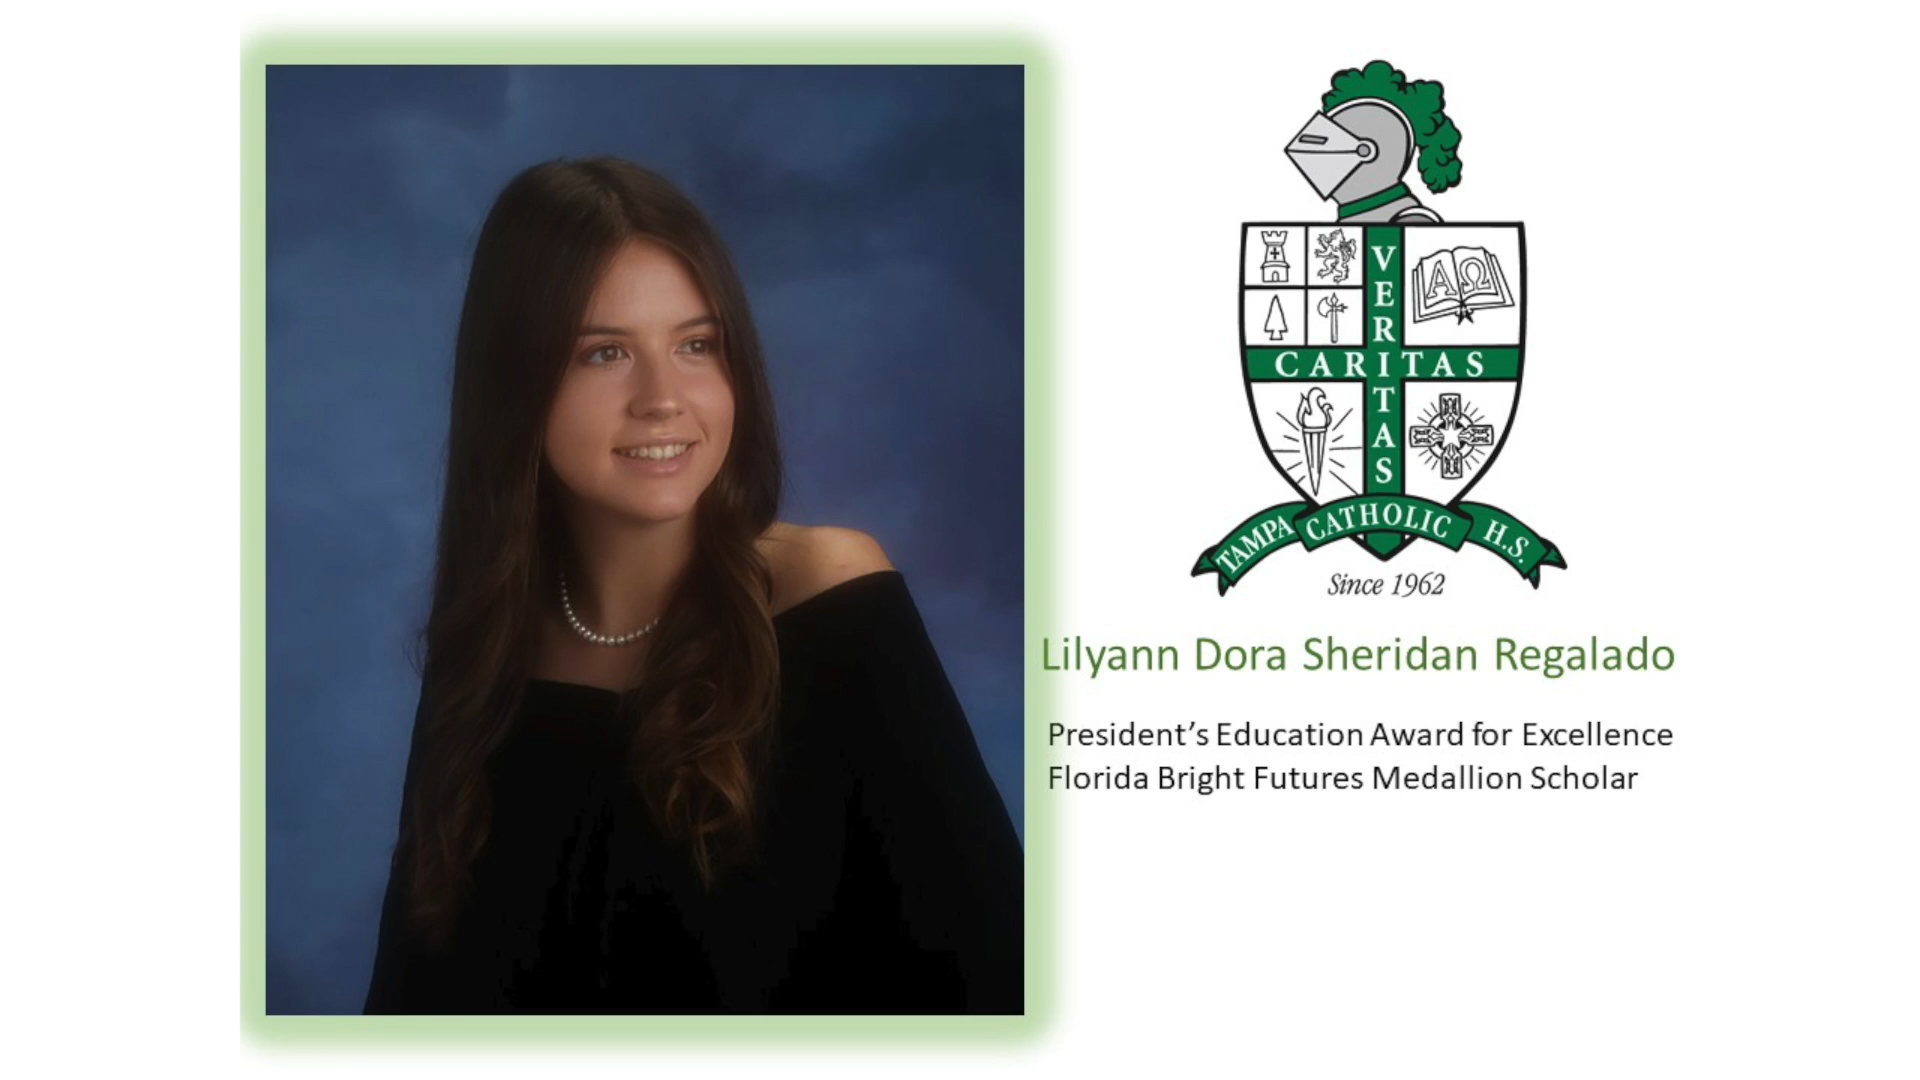 VERITAS
ΑΩ
CARITAS
TAMPA CATHOLIC H.S.
Since 1962
Lilyann Dora Sheridan Regalado
President's Education Award for Excellence
Florida Bright Futures Medallion Scholar